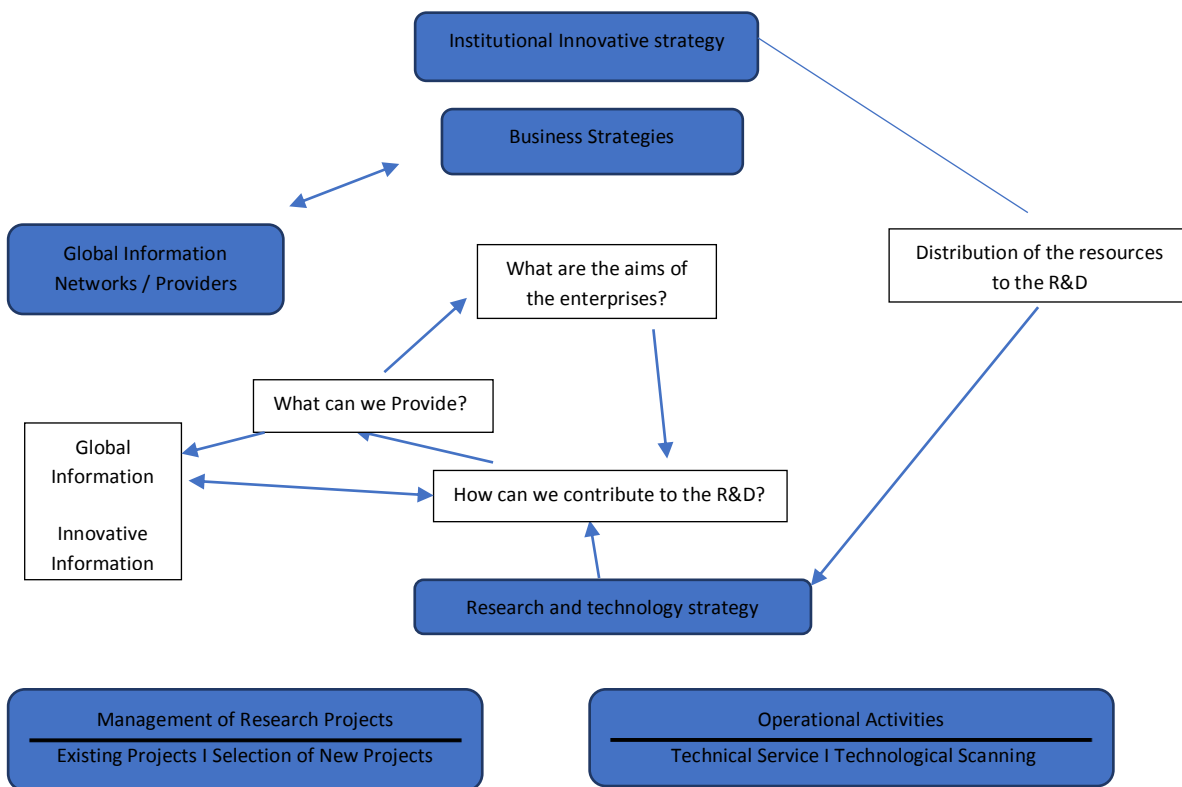 Institutional Innovative strategy
Business Strategies
Global Information
Networks / Providers
What are the aims of
the enterprises?
Distribution of the resources
to the R&D
What can we Provide?
Global
Information
Innovative
Information
How can we contribute to the R&D?
Research and technology strategy
Management of Research Projects
Existing Projects I Selection of New Projects
Operational Activities
Technical Service I Technological Scanning